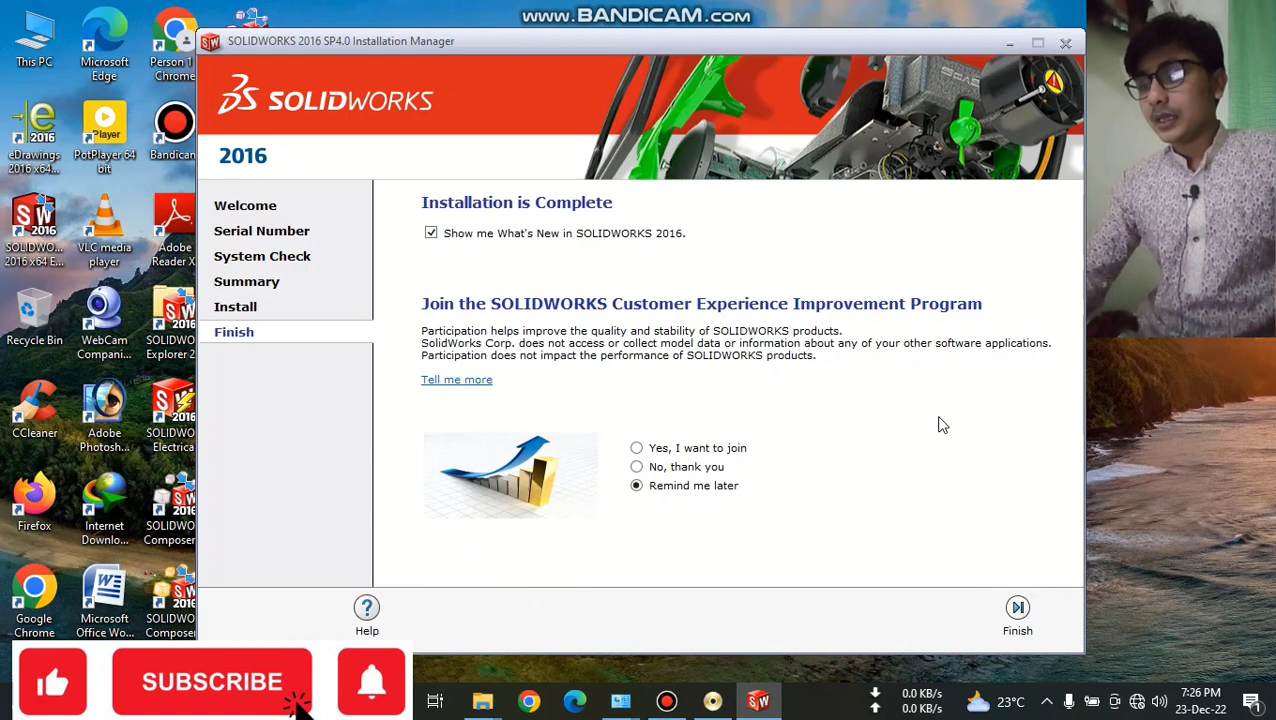 www.BANDICAM.com
SOLIDWORKS 2016 SP4.0 Installation Manager
SOLIDWORKS
2016
Welcome
Serial Number
System Check
Summary
Install
Finish
Installation is Complete
Show me What's New in SOLIDWORKS 2016.
Join the SOLIDWORKS Customer Experience Improvement Program
Participation helps improve the quality and stability of SOLIDWORKS products.
SolidWorks Corp. does not access or collect model data or information about any of your other software applications.
Participation does not impact the performance of SOLIDWORKS products.
Tell me more
Yes, I want to join
No, thank you
Remind me later
Help
Finish
This PC
Microsoft
Edge
Person 1
Chrome
eDrawings
2016 x64...
PotPlayer 64
bit
Bandicam
SOLIDWO...
2016 x64 E...
VLC media
player
Adobe
Reader X
Recycle Bin
WebCam
Compani...
SOLIDWO
Explorer 2
CCleaner
Adobe
Photosh...
SOLIDWO
Electrica
Firefox
Internet
Downlo...
SOLIDWO
Compos
Google
Chrome
Microsoft
Office Wo...
SOLIDWO
Compos
SUBSCRIBE
0.0 KB/s
0.0 KB/s
23°C
7:26 PM
23-Dec-22